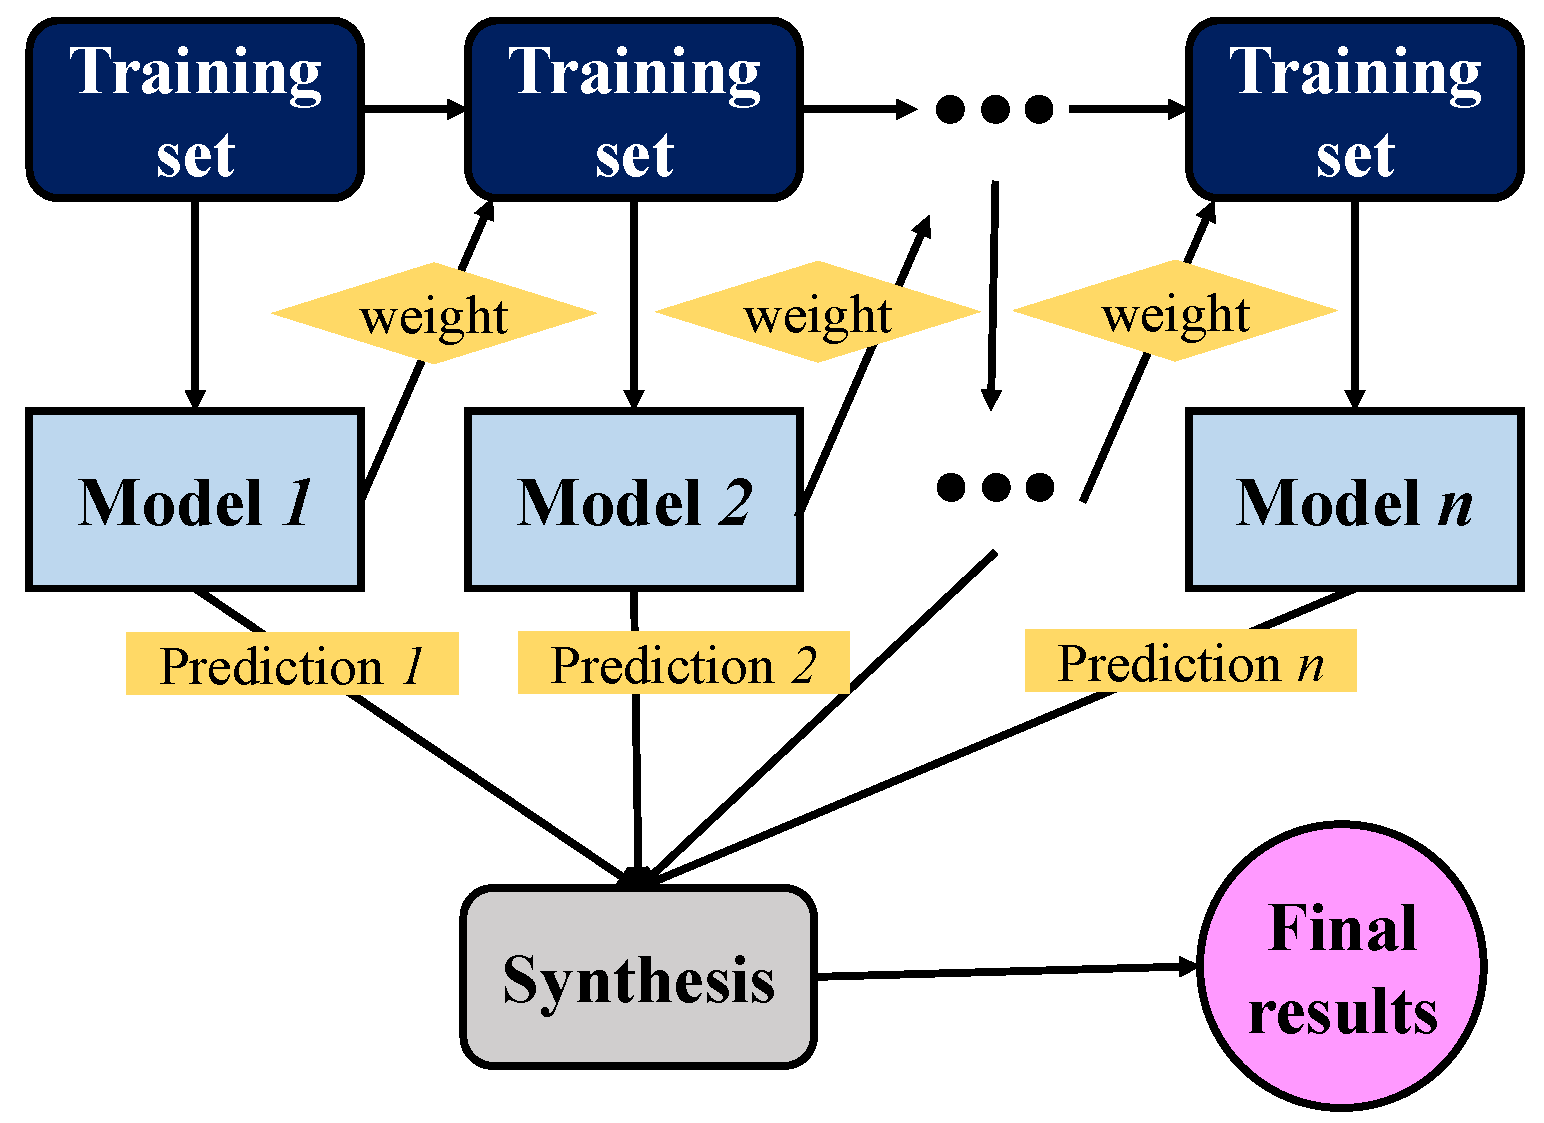 Training
set
Training
set
Training
set
weight
weight
weight
Model 1
Model 2
Model n
Prediction 1
Prediction 2
Prediction n
Synthesis
Final
results